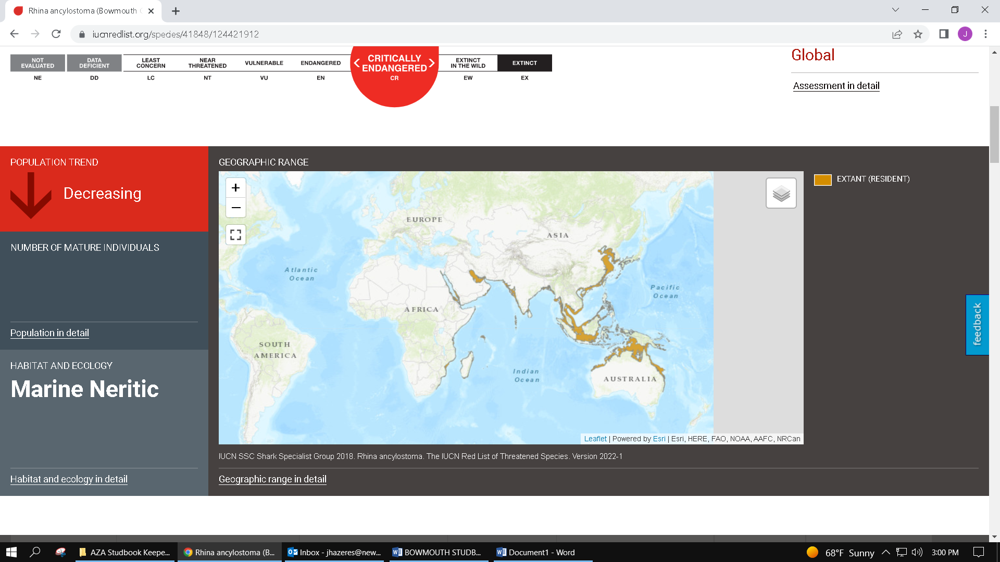 Rhina ancylostoma (Bowmouth
iucnredlist.org/species/41848/124421912
J
NOT EVALUATED
DATA DEFICIENT
LEAST CONCERN
NEAR THREATENED
VULNERABLE
ENDANGERED
< CRITICALLY ENDANGERED >
EXTINCT IN THE WILD
EXTINCT
NE
DD
LC
NT
VU
EN
CR
EW
EX
Global
Assessment in detail
POPULATION TREND
Decreasing
NUMBER OF MATURE INDIVIDUALS
Population in detail
HABITAT AND ECOLOGY
Marine Neritic
Habitat and ecology in detail
GEOGRAPHIC RANGE
+
−
EUROPE
ASIA
Atlantic
Ocean
Pacific
Ocean
AFRICA
SOUTH
AMERICA
Indian
Ocean
AUSTRALIA
Leaflet | Powered by Esri | Esri, HERE, FAO, NOAA, AAFC, NRCan
EXTANT (RESIDENT)
IUCN SSC Shark Specialist Group 2018. Rhina ancylostoma. The IUCN Red List of Threatened Species. Version 2022-1
Geographic range in detail
feedback
AZA Studbook Keepe...
Rhina ancylostoma (B...
Inbox - jhazeres@new...
BOWMOUTH STUDB...
Document1 - Word
68°F Sunny
3:00 PM